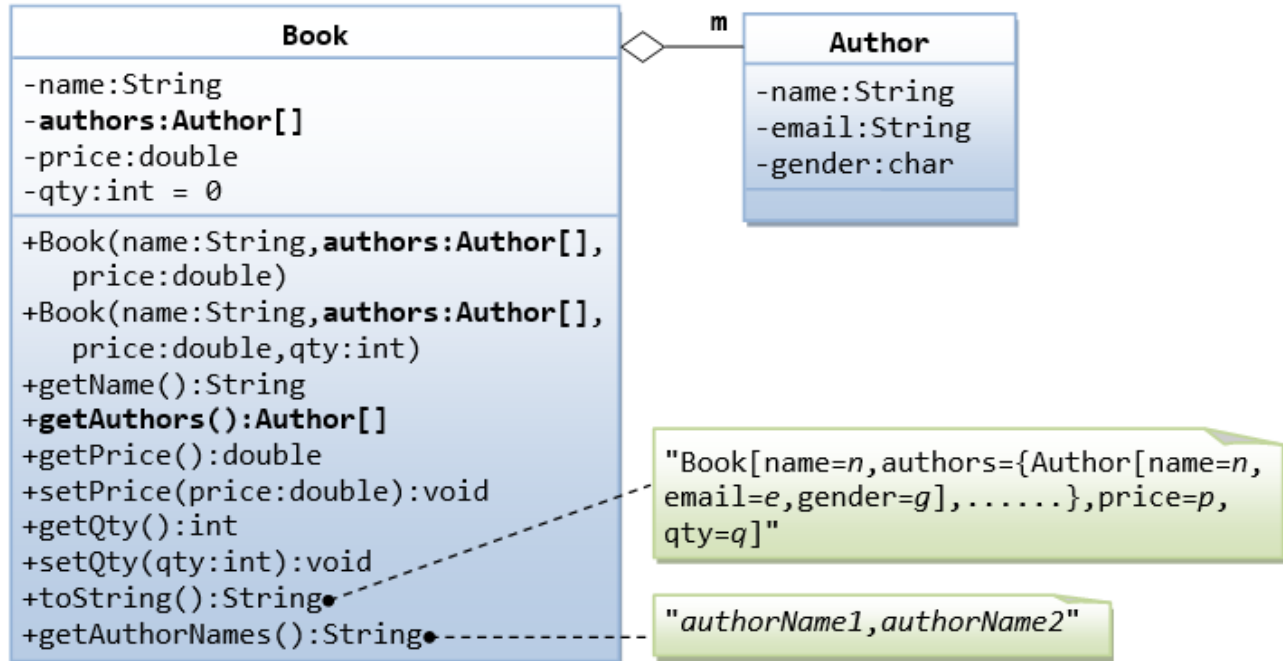 Book
-name:String
-authors:Author[]
-price:double
-qty:int = 0
+Book(name:String,authors:Author[],
price:double)
+Book(name:String,authors:Author[],
price:double,qty:int)
+getName():String
+getAuthors():Author[]
+getPrice():double
+setPrice(price:double):void
+getQty():int
+setQty(qty:int):void
+toString():String
+getAuthorNames():String
m
Author
-name:String
-email:String
-gender:char
"Book[name=n,authors={Author[name=n,
email=e,gender=g],......},price=p,
qty=q]"
"authorName1,authorName2"